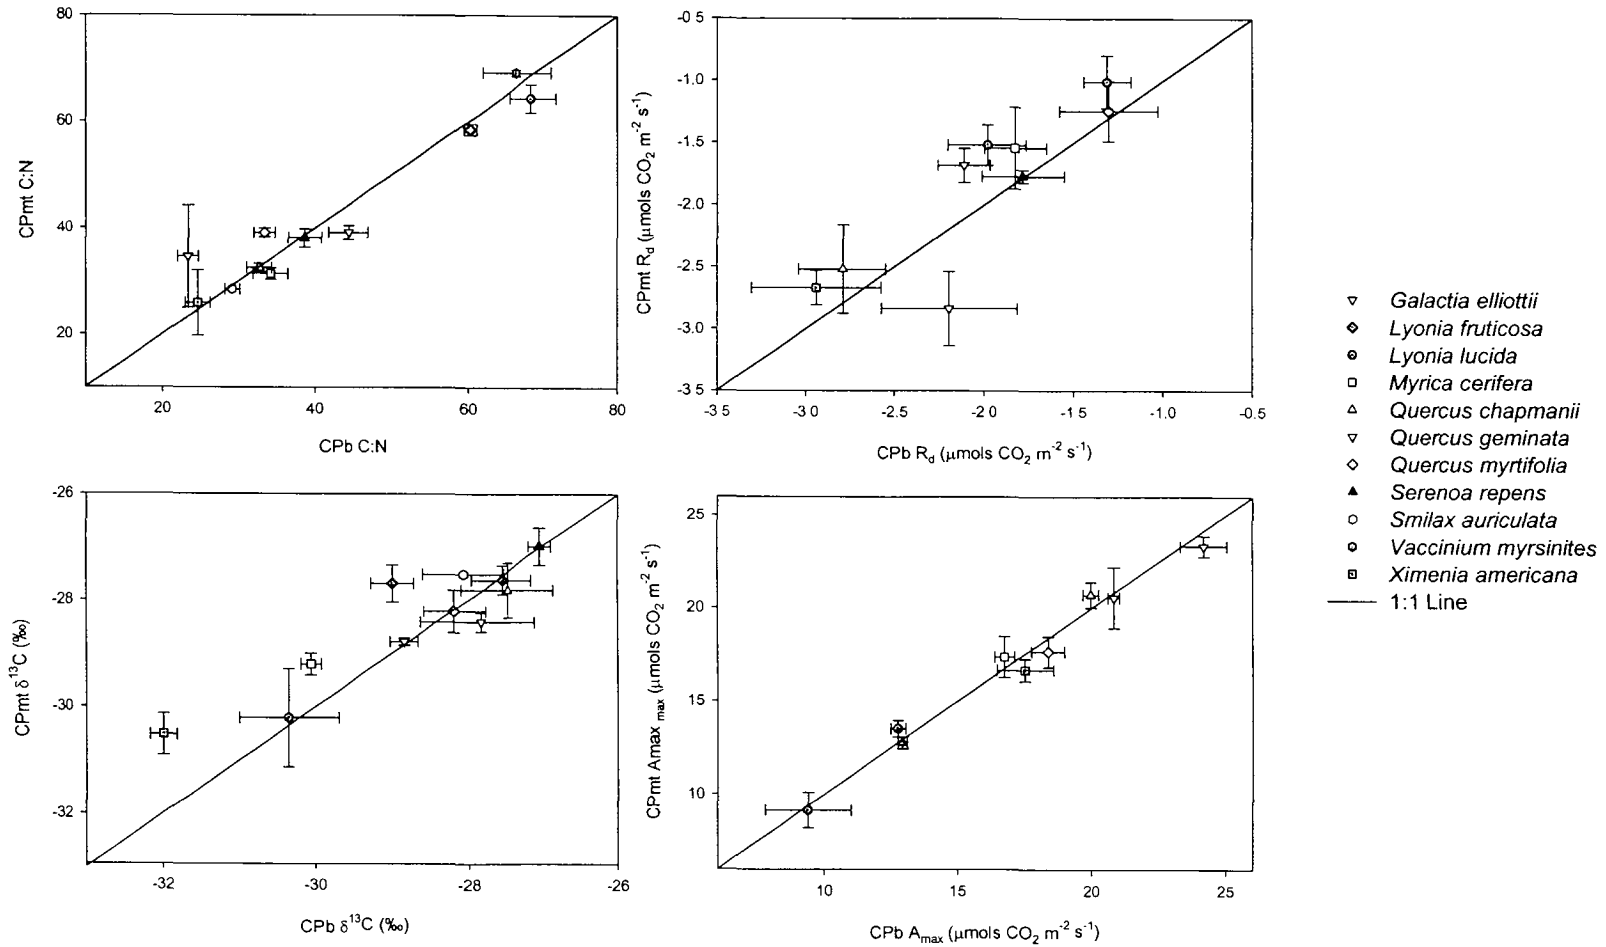 80
60
40
20
CPmt C:N
20 40 60 80
CPb C:N
-0 5
-1.0
-1.5
-2.0
-2.5
-3.0
-3.5
CPmt Rd (μmols CO2 m-2 s-1)
-3.5 -3.0 -2.5 -2.0 -1.5 -1.0 -0.5
CPb Rd (μmols CO2 m-2 s-1)
-26
-28
-30
-32
CPmt δ13C (‰)
-32 -30 -28 -26
CPb δ13C (‰)
25
20
15
10
CPmt Amax max (μmols CO2 m-2 s-1)
10 15 20 25
CPb Amax (μmols CO2 m-2 s-1)
Galactia elliottii
Lyonia fruticosa
Lyonia lucida
Myrica cerifera
Quercus chapmanii
Quercus geminata
Quercus myrtifolia
Serenoa repens
Smilax auriculata
Vaccinium myrsinites
Ximenia americana
1:1 Line